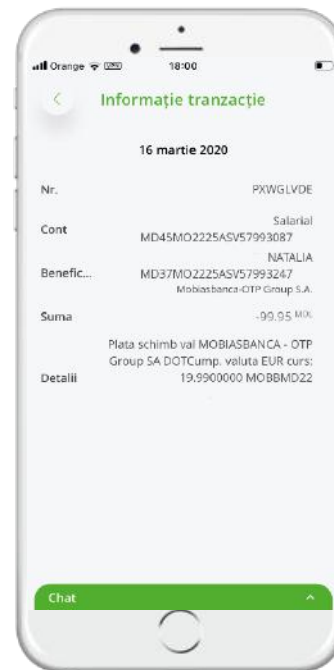 Orange VPN 18:00
Informație tranzacție
16 martie 2020
Nr. PXWGLVDE
Cont Salarial
MD45MO2225ASV57993087
Benefic... NATALIA
MD37MO2225ASV57993247
Mobiasbanca-OTP Group S.A.
Suma -99.95 MDL
Detalii Plata schimb val MOBIASBANCA - OTP
Group SA DOTCump. valuta EUR curs:
19.9900000 MOBBMD22
Chat